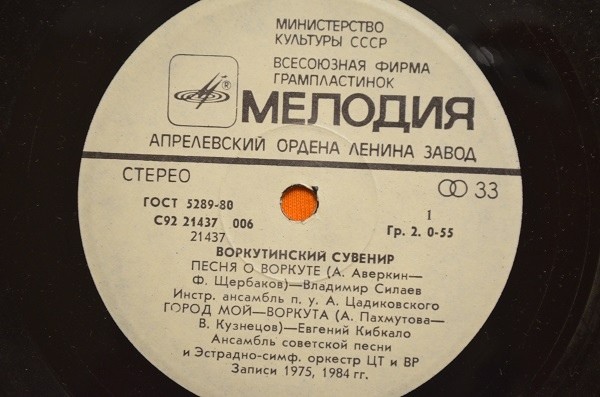 МИНИСТЕРСТВО
КУЛЬТУРЫ СССР
ВСЕСОЮЗНАЯ ФИРМА
ГРАМПЛАСТИНОК
®
МЕЛОДИЯ
АПРЕЛЕВСКИЙ ОРДЕНА ЛЕНИНА ЗАВОД
СТЕРЕО
33
ГОСТ 5289-80
С92 21437 006
21437
1
Гр. 2. 0-55
ВОРКУТИНСКИЙ СУВЕНИР
ПЕСНЯ О ВОРКУТЕ (А. Аверкин—
Ф. Щербаков)—Владимир Силаев
Инстр. ансамбль п. у А. Цадиковского
ГОРОД МОЙ—ВОРКУТА (А. Пахмутова—
В. Кузнецов)—Евгений Кибкало
Ансамбль советской песни
и Эстрадно-симф. оркестр ЦТ и ВР
Записи 1975, 1984 гг.